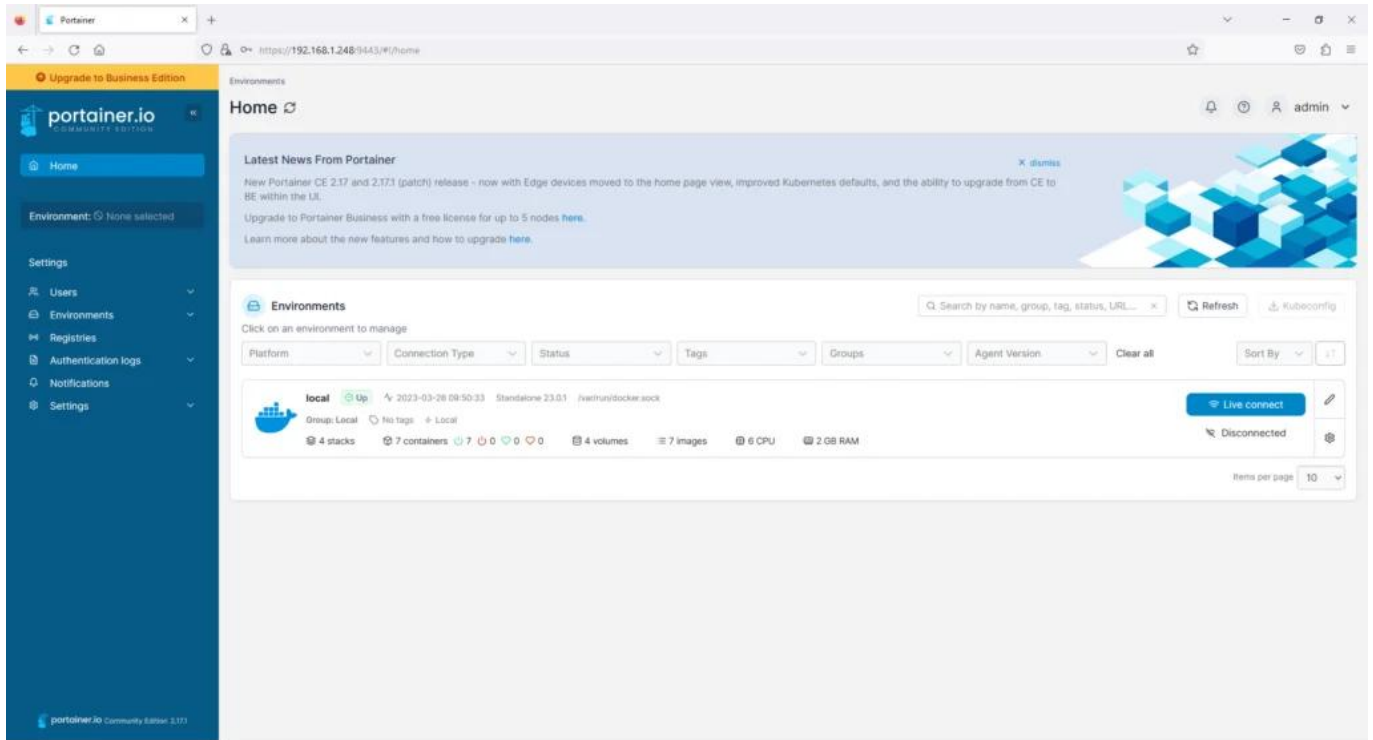 Portainer
https://192.168.1.248:9443/#!/home
Upgrade to Business Edition
portainer.io
COMMUNITY EDITION
Home
Environment: None selected
Settings
Users
Environments
Registries
Authentication logs
Notifications
Settings
portainer.io Community Edition 2.17.1
Environments
Home
admin
Latest News From Portainer
dismiss
New Portainer CE 2.17 and 2.17.1 (patch) release - now with Edge devices moved to the home page view, improved Kubernetes defaults, and the ability to upgrade from CE to
BE within the UI.
Upgrade to Portainer Business with a free license for up to 5 nodes here.
Learn more about the new features and how to upgrade here.
Environments
Search by name, group, tag, status, URL...
Refresh
Kubeconfig
Click on an environment to manage
Platform Connection Type Status Tags Groups Agent Version Clear all Sort By
local Up 2023-03-28 09:50:33 Standalone 23.0.1 /var/run/docker.sock
Group: Local No tags Local
4 stacks 7 containers 7 0 0 0 4 volumes 7 images 6 CPU 2 GB RAM
Live connect
Disconnected
Items per page 10